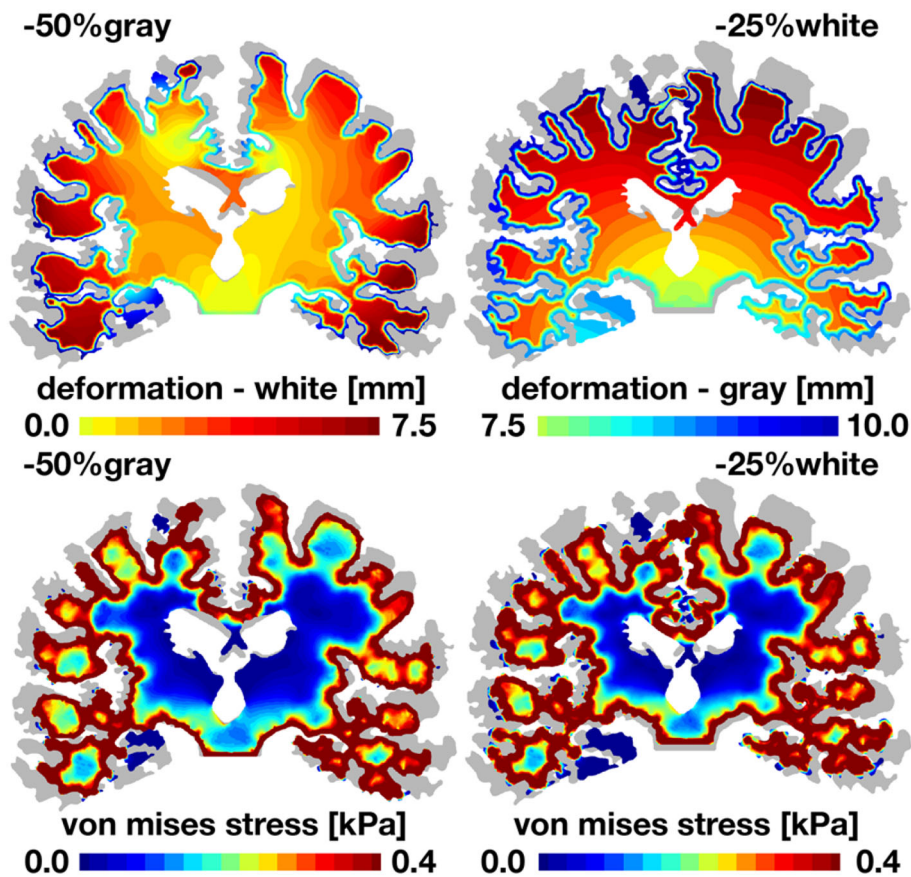 -50%gray
-25%white
deformation - white [mm]
deformation - gray [mm]
0.0 7.5
7.5 10.0
-50%gray
-25%white
von mises stress [kPa]
von mises stress [kPa]
0.0 0.4
0.0 0.4